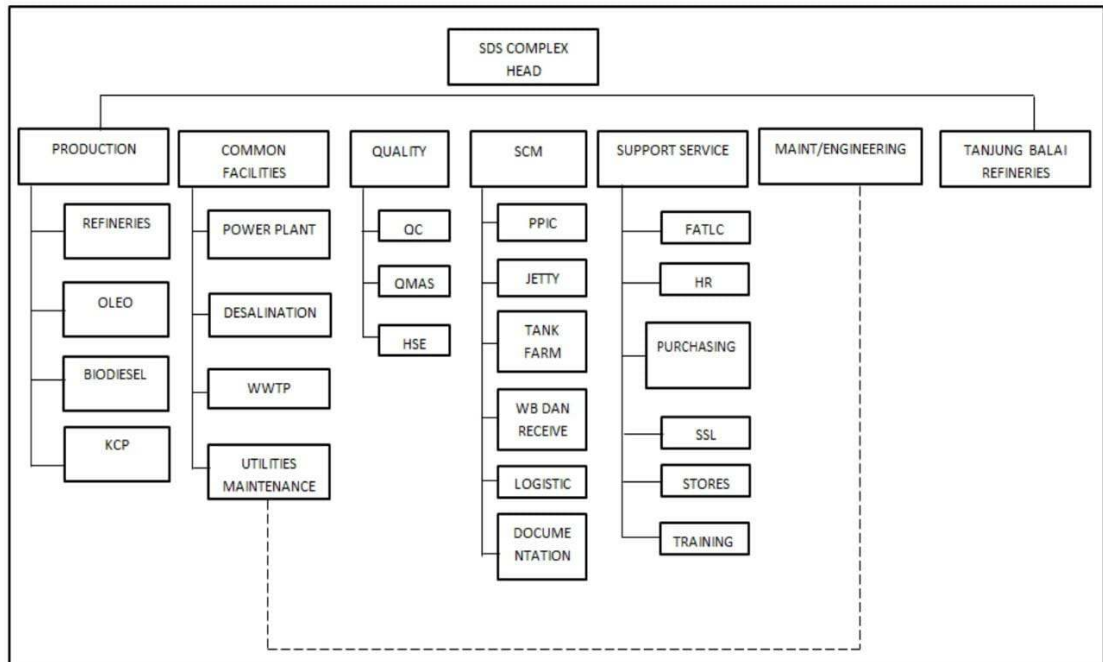 SDS COMPLEX
HEAD
PRODUCTION
COMMON
FACILITIES
QUALITY
SCM
SUPPORT SERVICE
MAINT/ENGINEERING
TANJUNG BALAI
REFINERIES
REFINERIES
OLEO
BIODIESEL
KCP
POWER PLANT
DESALINATION
WWTP
UTILITIES
MAINTENANCE
QC
QMAS
HSE
PPIC
JETTY
TANK
FARM
WB DAN
RECEIVE
LOGISTIC
DOCUME
NTATION
FATLC
HR
PURCHASING
SSL
STORES
TRAINING